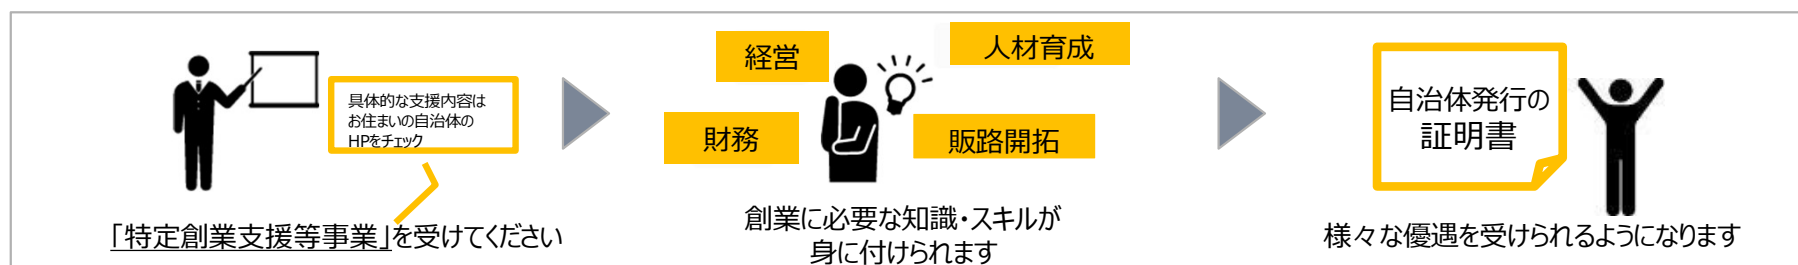 具体的な支援内容は
お住まいの自治体の
HPをチェック
「特定創業支援等事業」を受けてください
経営
人材育成
財務
販路開拓
創業に必要な知識・スキルが
身に付けられます
自治体発行の
証明書
様々な優遇を受けられるようになります